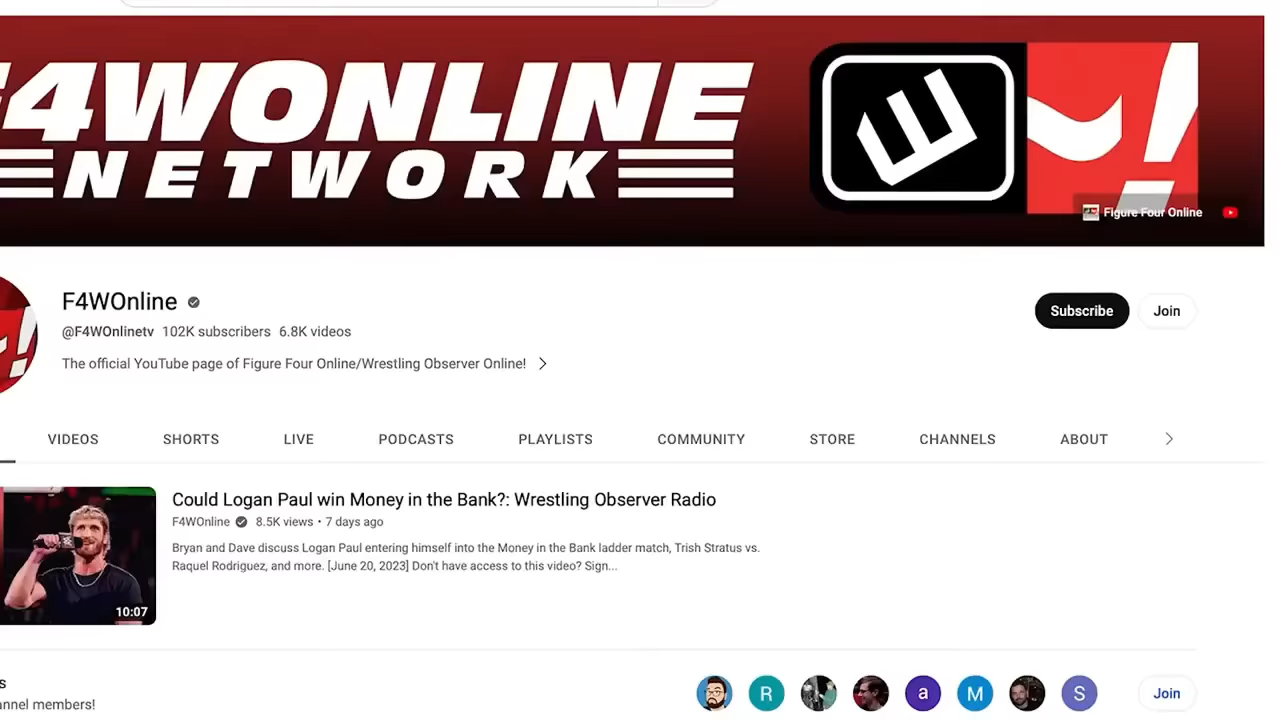 F4WONLINE
NETWORK
Figure Four Online
F4WOnline
@F4WOnlinetv 102K subscribers 6.8K videos
The official YouTube page of Figure Four Online/Wrestling Observer Online!
Subscribe
Join
VIDEOS SHORTS LIVE PODCASTS PLAYLISTS COMMUNITY STORE CHANNELS ABOUT
10:07
Could Logan Paul win Money in the Bank?: Wrestling Observer Radio
F4WOnline 8.5K views • 7 days ago
Bryan and Dave discuss Logan Paul entering himself into the Money in the Bank ladder match, Trish Stratus vs.
Raquel Rodriguez, and more. [June 20, 2023] Don't have access to this video? Sign...
R a M S
Join
members!